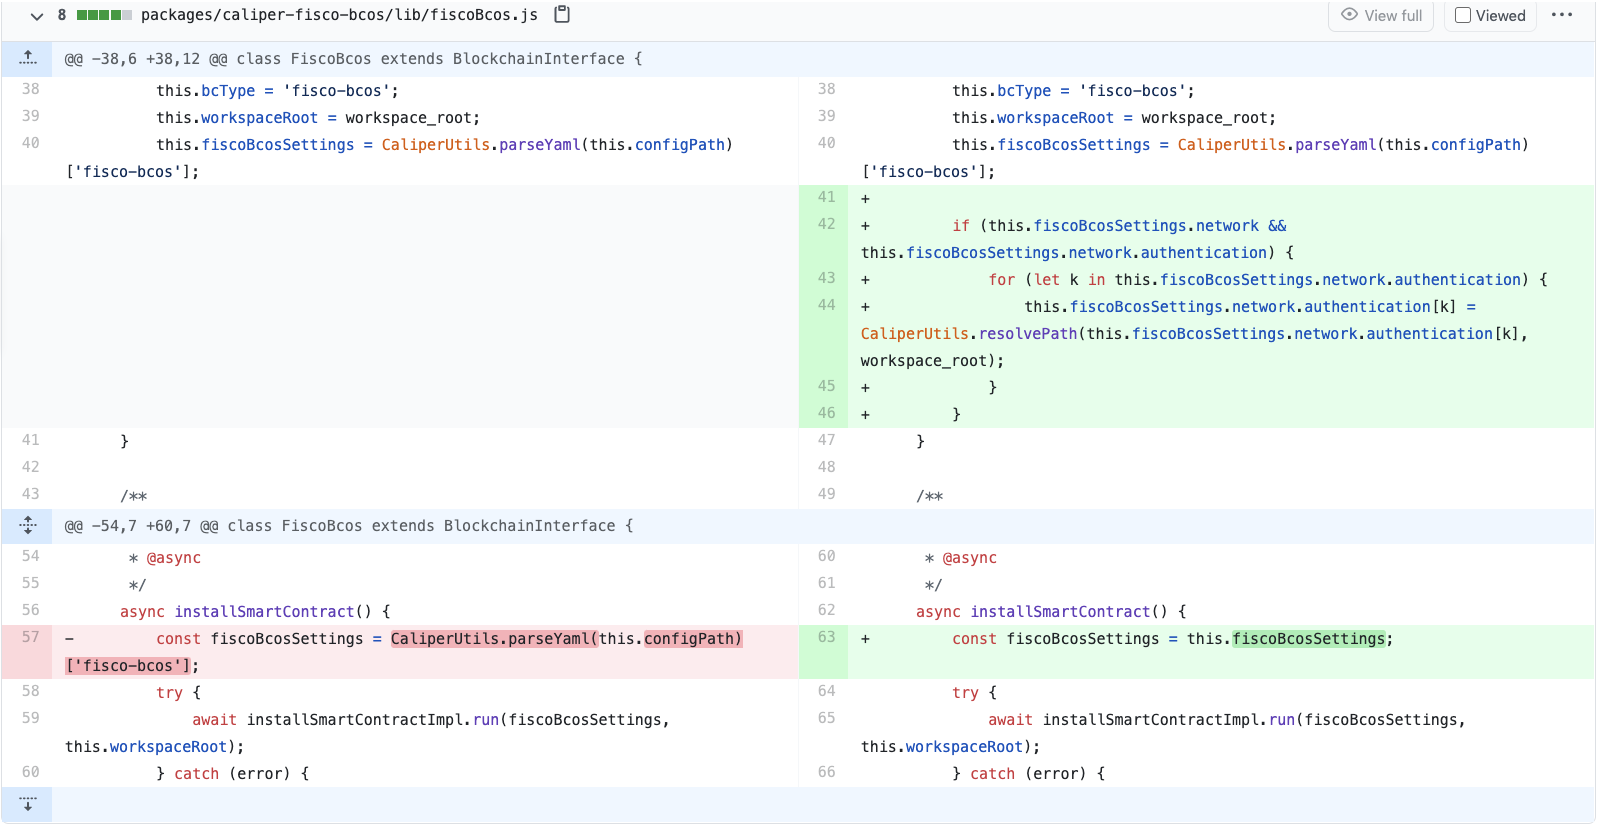 8 packages/caliper-fisco-bcos/lib/fiscoBcos.js View full Viewed ...
@@ -38,6 +38,12 @@ class FiscoBcos extends BlockchainInterface {
38 this.bcType = 'fisco-bcos';
39 this.workspaceRoot = workspace_root;
40 this.fiscoBcosSettings = CaliperUtils.parseYaml(this.configPath)
['fisco-bcos'];
41 }
42
43 /**
38 this.bcType = 'fisco-bcos';
39 this.workspaceRoot = workspace_root;
40 this.fiscoBcosSettings = CaliperUtils.parseYaml(this.configPath)
['fisco-bcos'];
41 +
42 + if (this.fiscoBcosSettings.network &&
this.fiscoBcosSettings.network.authentication) {
43 + for (let k in this.fiscoBcosSettings.network.authentication) {
44 + this.fiscoBcosSettings.network.authentication[k] =
CaliperUtils.resolvePath(this.fiscoBcosSettings.network.authentication[k],
workspace_root);
45 + }
46 + }
47 }
48
49 /**
@@ -54,7 +60,7 @@ class FiscoBcos extends BlockchainInterface {
54 * @async
55 */
56 async installSmartContract() {
57 - const fiscoBcosSettings = CaliperUtils.parseYaml(this.configPath)
['fisco-bcos'];
58 try {
59 await installSmartContractImpl.run(fiscoBcosSettings,
this.workspaceRoot);
60 } catch (error) {
60 * @async
61 */
62 async installSmartContract() {
63 + const fiscoBcosSettings = this.fiscoBcosSettings;
64 try {
65 await installSmartContractImpl.run(fiscoBcosSettings,
this.workspaceRoot);
66 } catch (error) {